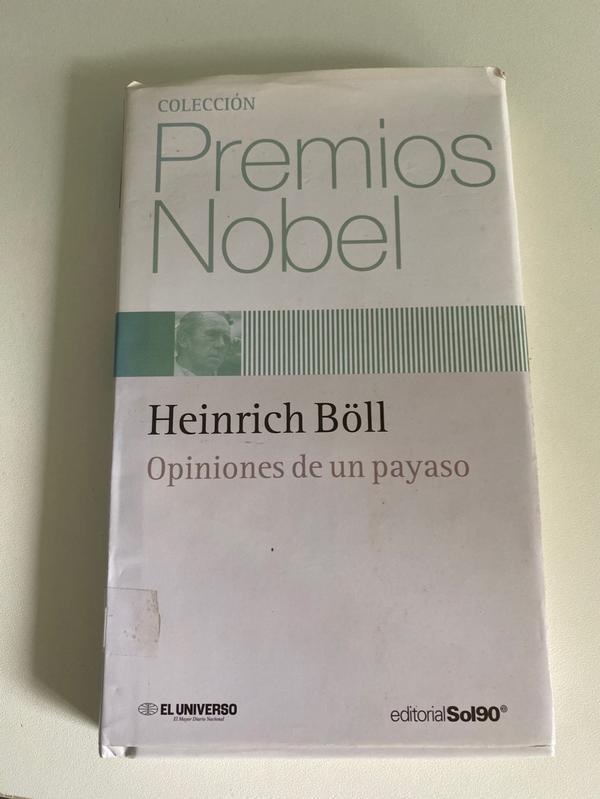 COLECCIÓN
Premios
Nobel
Heinrich Böll
Opiniones de un payaso
EL UNIVERSO
El Mayor Diario Nacional
editorialSol90®